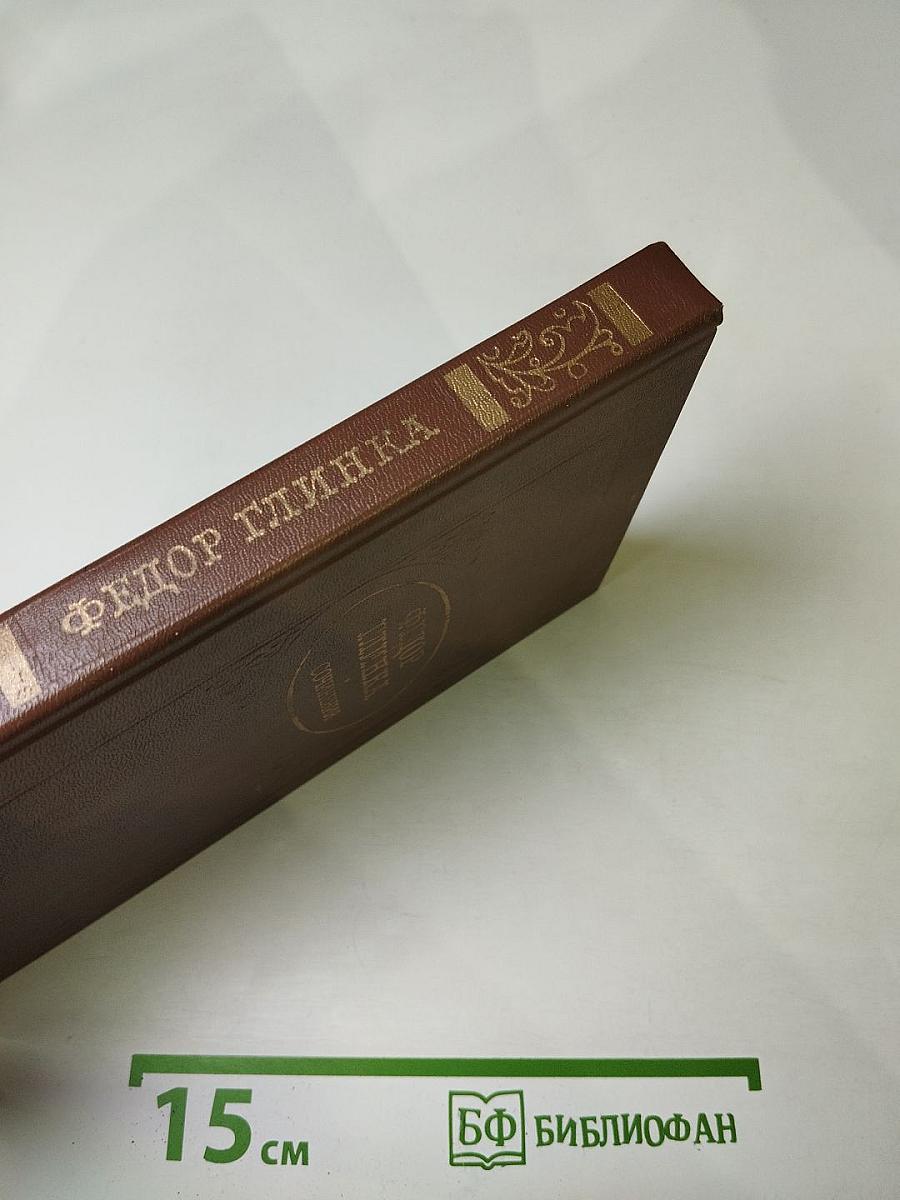 ФЕДОР ГЛИНКА
ФЕДОР
ГЛИНКА
СОЧИНЕНИЯ
15 см
БФ БИБЛИОФАН